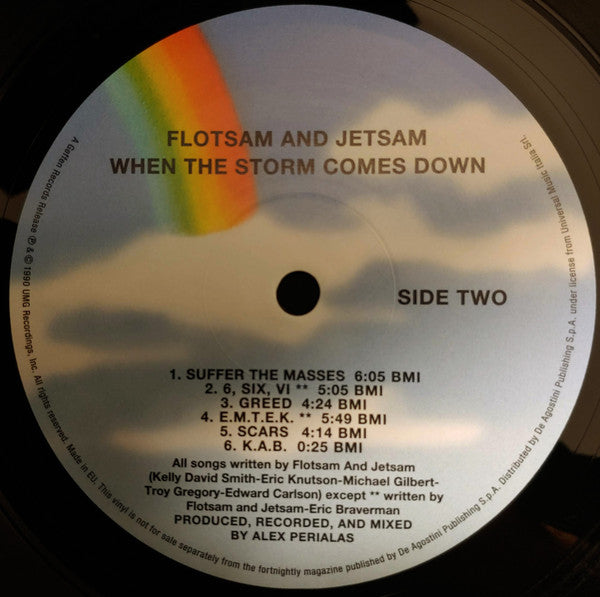 FLOTSAM AND JETSAM
WHEN THE STORM COMES DOWN
SIDE TWO
1. SUFFER THE MASSES 6:05 BMI
2. 6, SIX, VI ** 5:05 BMI
3. GREED 4:24 BMI
4. E.M.T.E.K. ** 5:49 BMI
5. SCARS 4:14 BMI
6. K.A.B. 0:25 BMI
All songs written by Flotsam And Jetsam
(Kelly David Smith-Eric Knutson-Michael Gilbert-
Troy Gregory-Edward Carlson) except ** written by
Flotsam and Jetsam-Eric Braverman
PRODUCED, RECORDED, AND MIXED
BY ALEX PERIALAS
A Geffen Records Release ℗ & © 1990 UMG Recordings, Inc. All rights reserved. Made in EU. This vinyl is not for sale separately from the fortnightly magazine published by De Agostini Publishing S.p.A. Distributed by De Agostini Publishing S.p.A. under license from Universal Music Italia Srl.